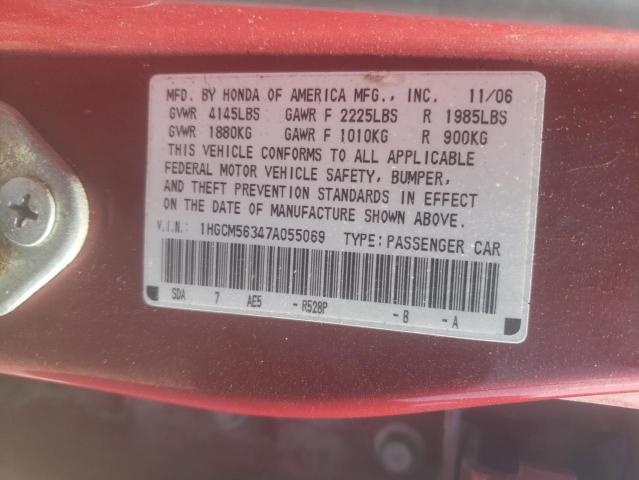 MFD. BY HONDA OF AMERICA MFG., INC. 11/06
GVWR 4145LBS GAWR F 2225LBS R 1985LBS
GVWR 1880KG GAWR F 1010KG R 900KG
THIS VEHICLE CONFORMS TO ALL APPLICABLE
FEDERAL MOTOR VEHICLE SAFETY, BUMPER,
AND THEFT PREVENTION STANDARDS IN EFFECT
ON THE DATE OF MANUFACTURE SHOWN ABOVE.
V.I.N.: 1HGCM56347A055069 TYPE: PASSENGER CAR
SDA 7 AE5 -R528P -B -A